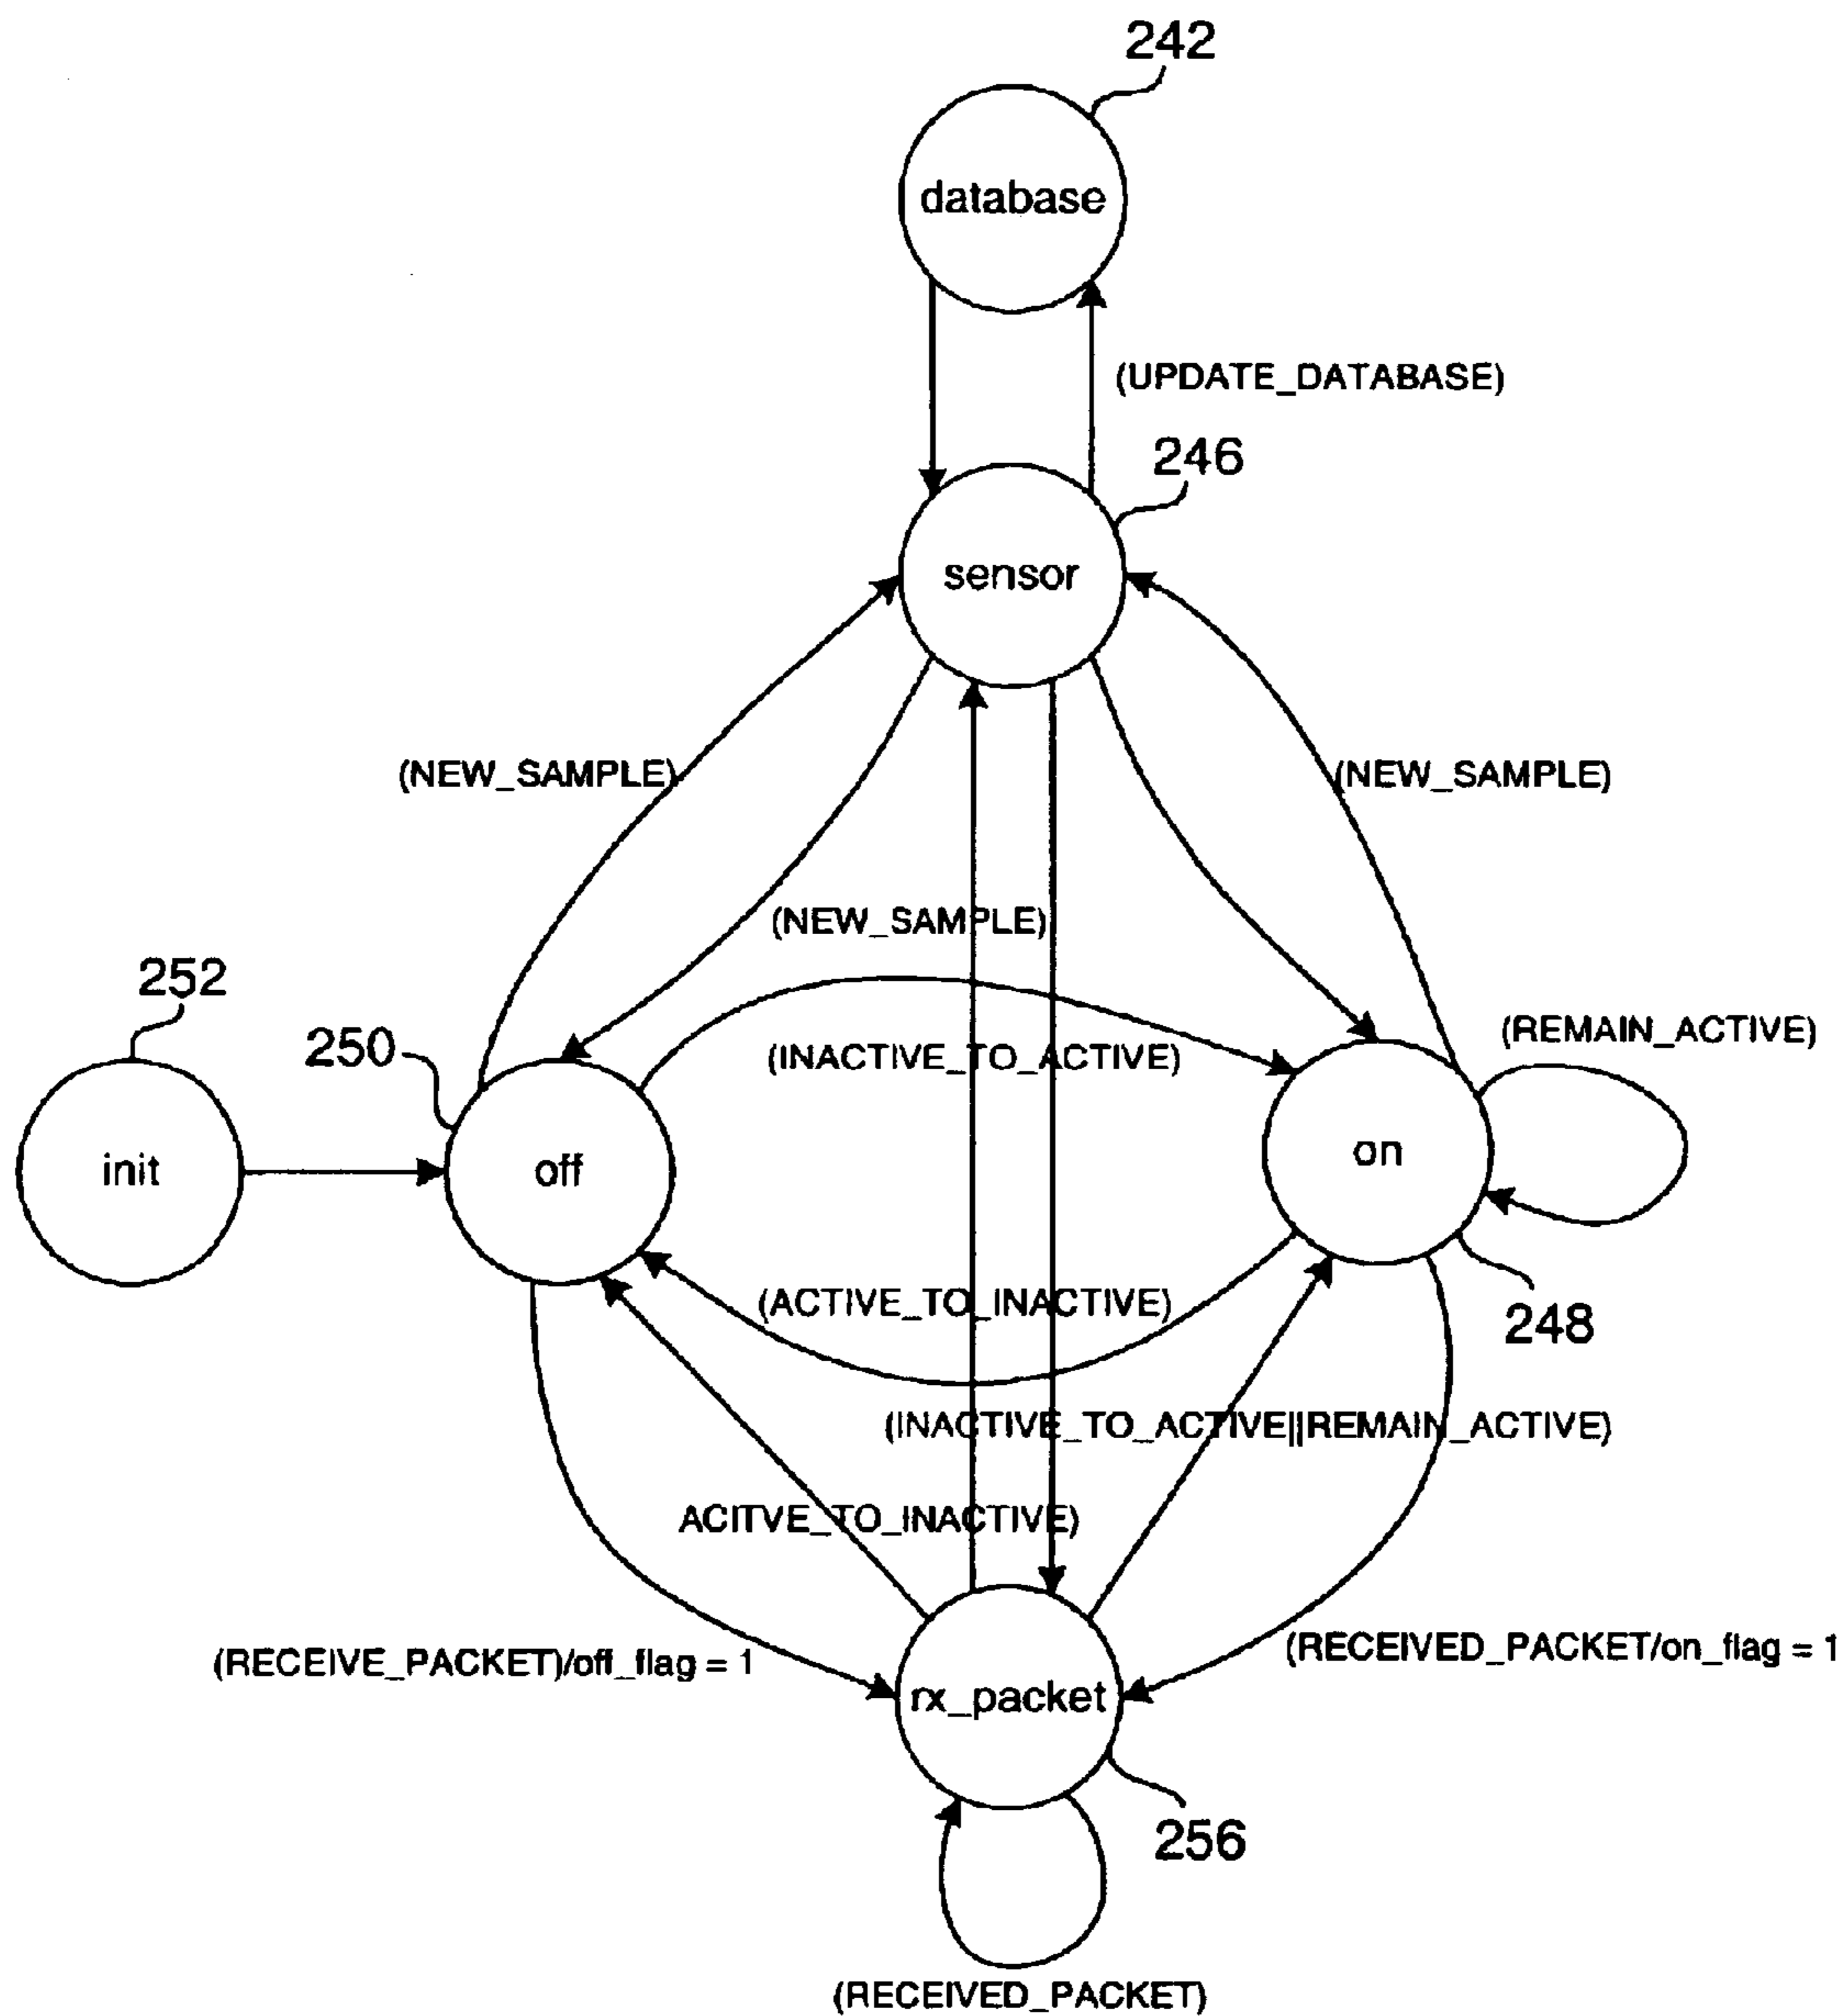 242
database
(UPDATE_DATABASE)
246
sensor
(NEW_SAMPLE)
(NEW_SAMPLE)
(NEW_SAMPLE)
252
250
(INACTIVE_TO_ACTIVE)
(REMAIN_ACTIVE)
init
off
on
(ACTIVE_TO_INACTIVE)
248
(INACTIVE_TO_ACTIVE||REMAIN_ACTIVE)
ACITVE_TO_INACTIVE)
(RECEIVE_PACKET)/off_flag = 1
(RECEIVED_PACKET/on_flag = 1
rx_packet
256
(RECEIVED_PACKET)